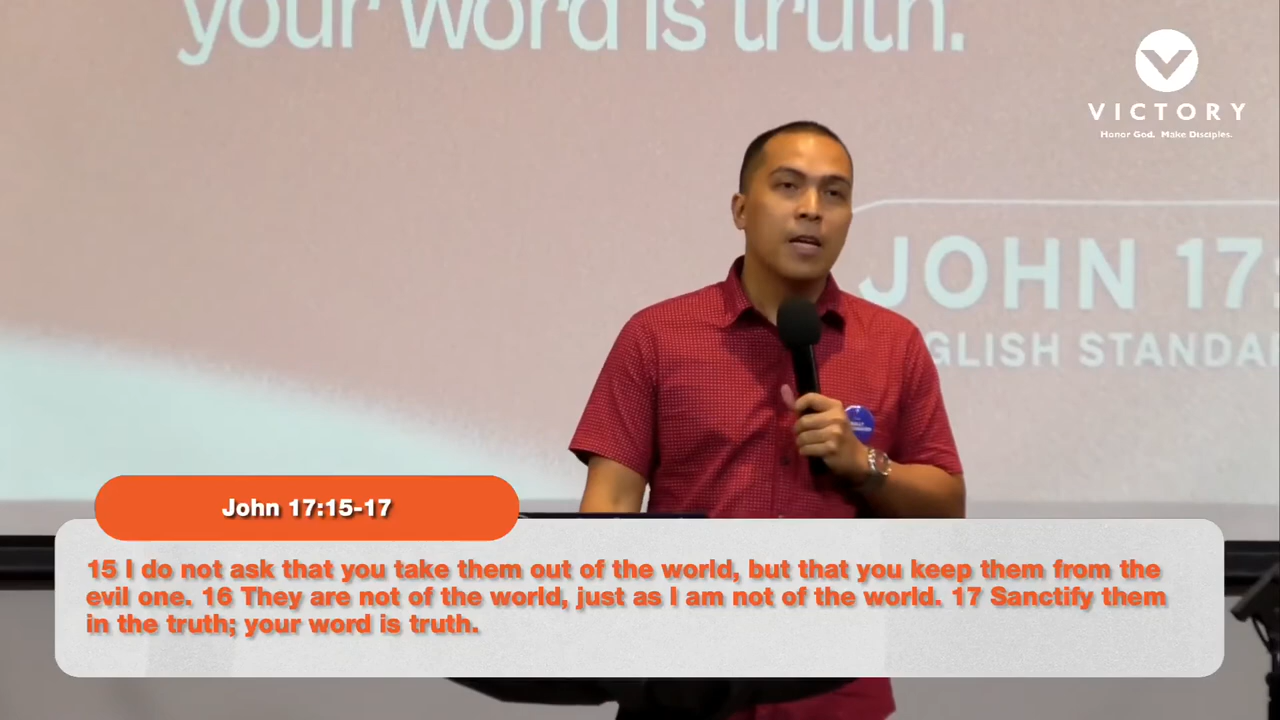 your word is truth.
VICTORY
Honor God. Make Disciples.
JOHN 17:
GLISH STANDA
John 17:15-17
15 I do not ask that you take them out of the world, but that you keep them from the
evil one. 16 They are not of the world, just as I am not of the world. 17 Sanctify them
in the truth; your word is truth.